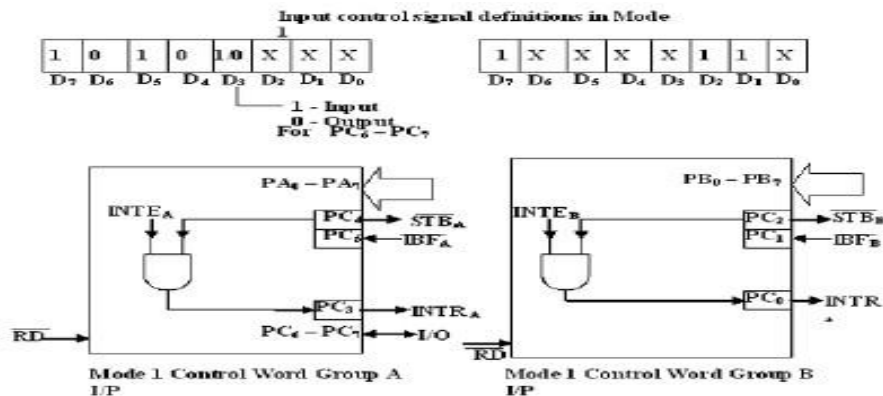 Input control signal definitions in Mode
1
1 0 1 0 1/0 X X X
D7 D6 D5 D4 D3 D2 D1 D0
1 - Input
0 - Output
For PC6 – PC7
1 X X X X 1 1 X
D7 D6 D5 D4 D3 D2 D1 D0
PA0 – PA7
INTEA
PC4
STBA
PC5
IBFA
PC3
INTRA
PC6 – PC7
I/O
RD
Mode 1 Control Word Group A
I/P
PB0 – PB7
INTEB
PC2
STBB
PC1
IBFB
PC0
INTR
RD
Mode 1 Control Word Group B
I/P